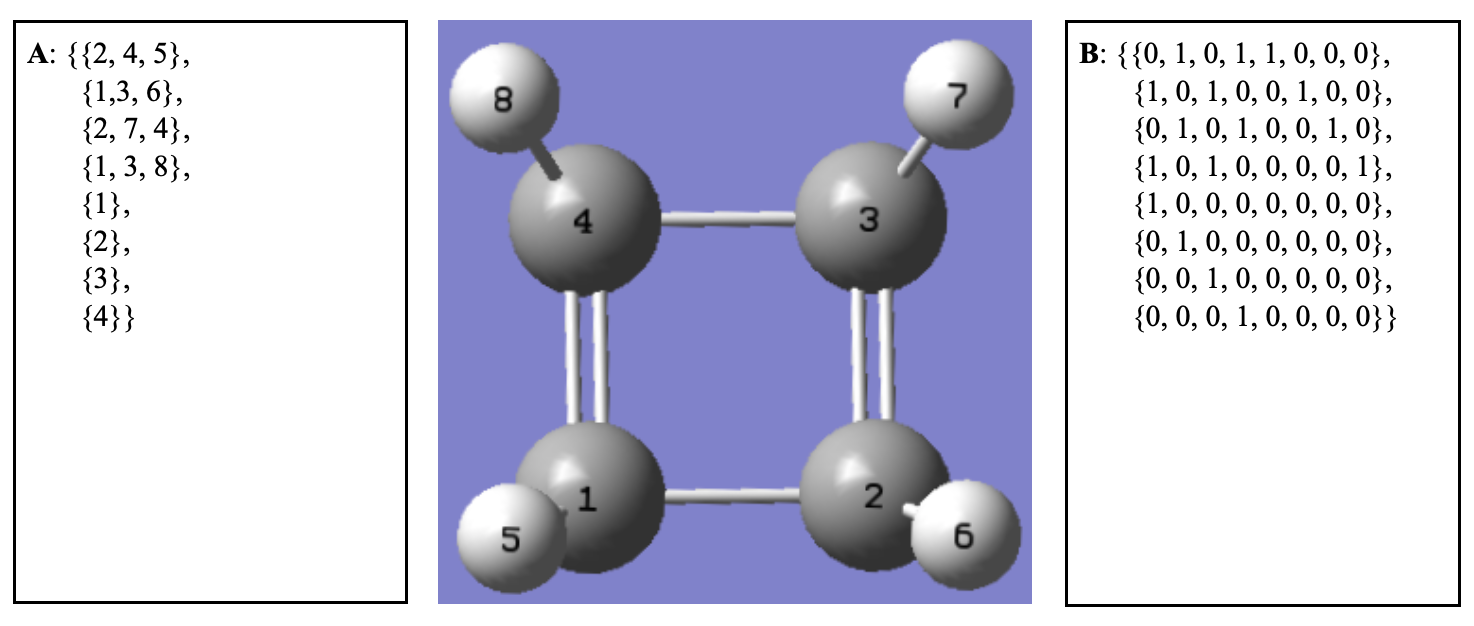 A: {{2, 4, 5},
{1,3, 6},
{2, 7, 4},
{1, 3, 8},
{1},
{2},
{3},
{4}}
8
7
4
3
1
2
5
6
B: {{0, 1, 0, 1, 1, 0, 0, 0},
{1, 0, 1, 0, 0, 1, 0, 0},
{0, 1, 0, 1, 0, 0, 1, 0},
{1, 0, 1, 0, 0, 0, 0, 1},
{1, 0, 0, 0, 0, 0, 0, 0},
{0, 1, 0, 0, 0, 0, 0, 0},
{0, 0, 1, 0, 0, 0, 0, 0},
{0, 0, 0, 1, 0, 0, 0, 0}}